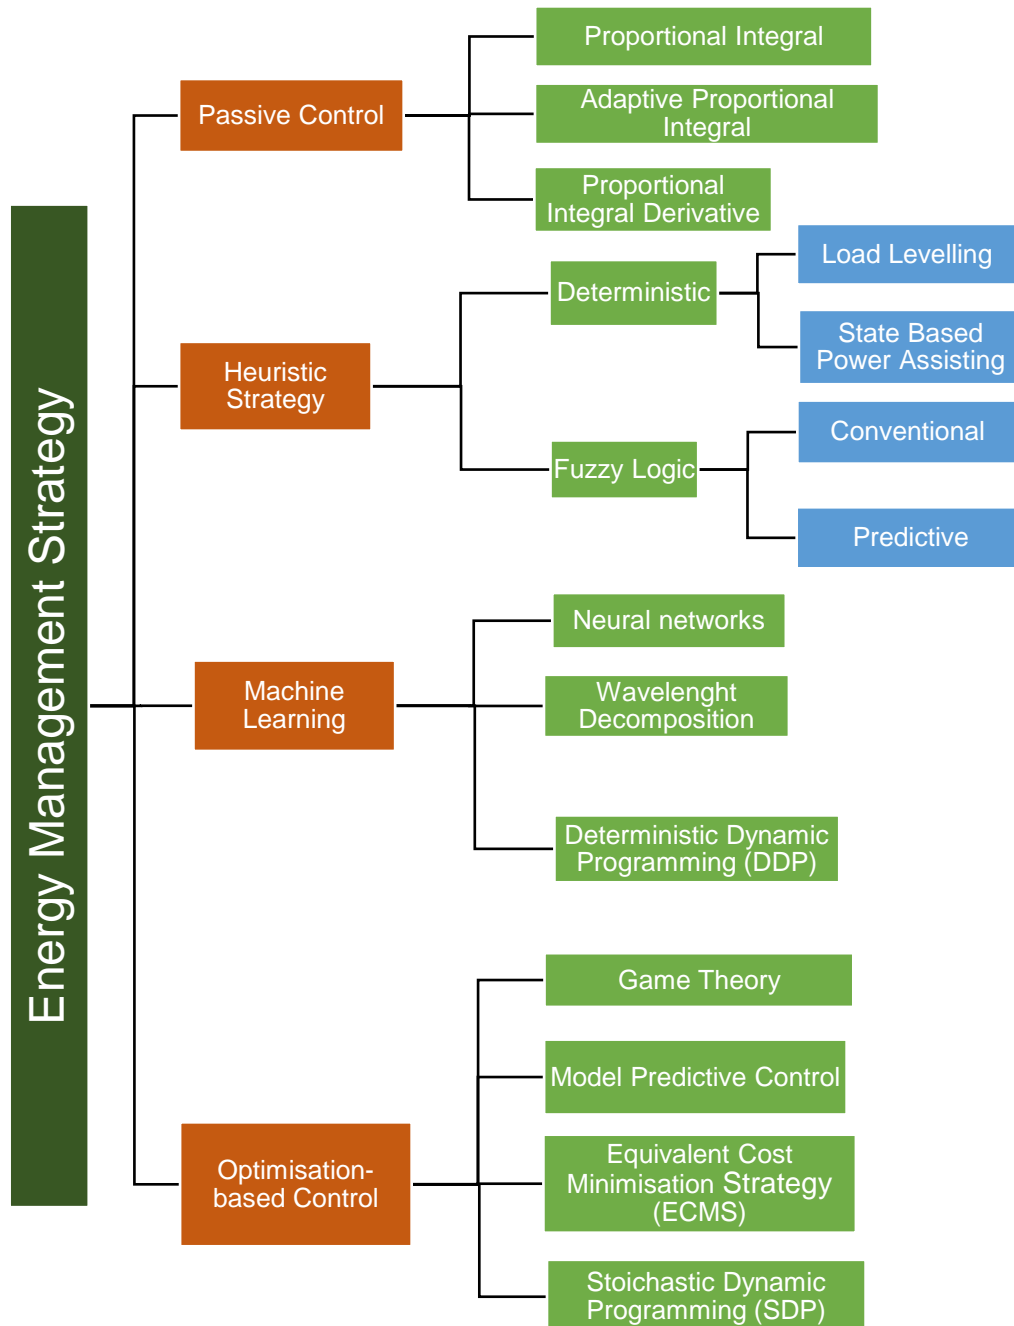 Energy Management Strategy
Passive Control
Proportional Integral
Adaptive Proportional
Integral
Proportional
Integral Derivative
Heuristic
Strategy
Deterministic
Load Levelling
State Based
Power Assisting
Fuzzy Logic
Conventional
Predictive
Machine
Learning
Neural networks
Wavelenght
Decomposition
Deterministic Dynamic
Programming (DDP)
Optimisation-
based Control
Game Theory
Model Predictive Control
Equivalent Cost
Minimisation Strategy
(ECMS)
Stoichastic Dynamic
Programming (SDP)